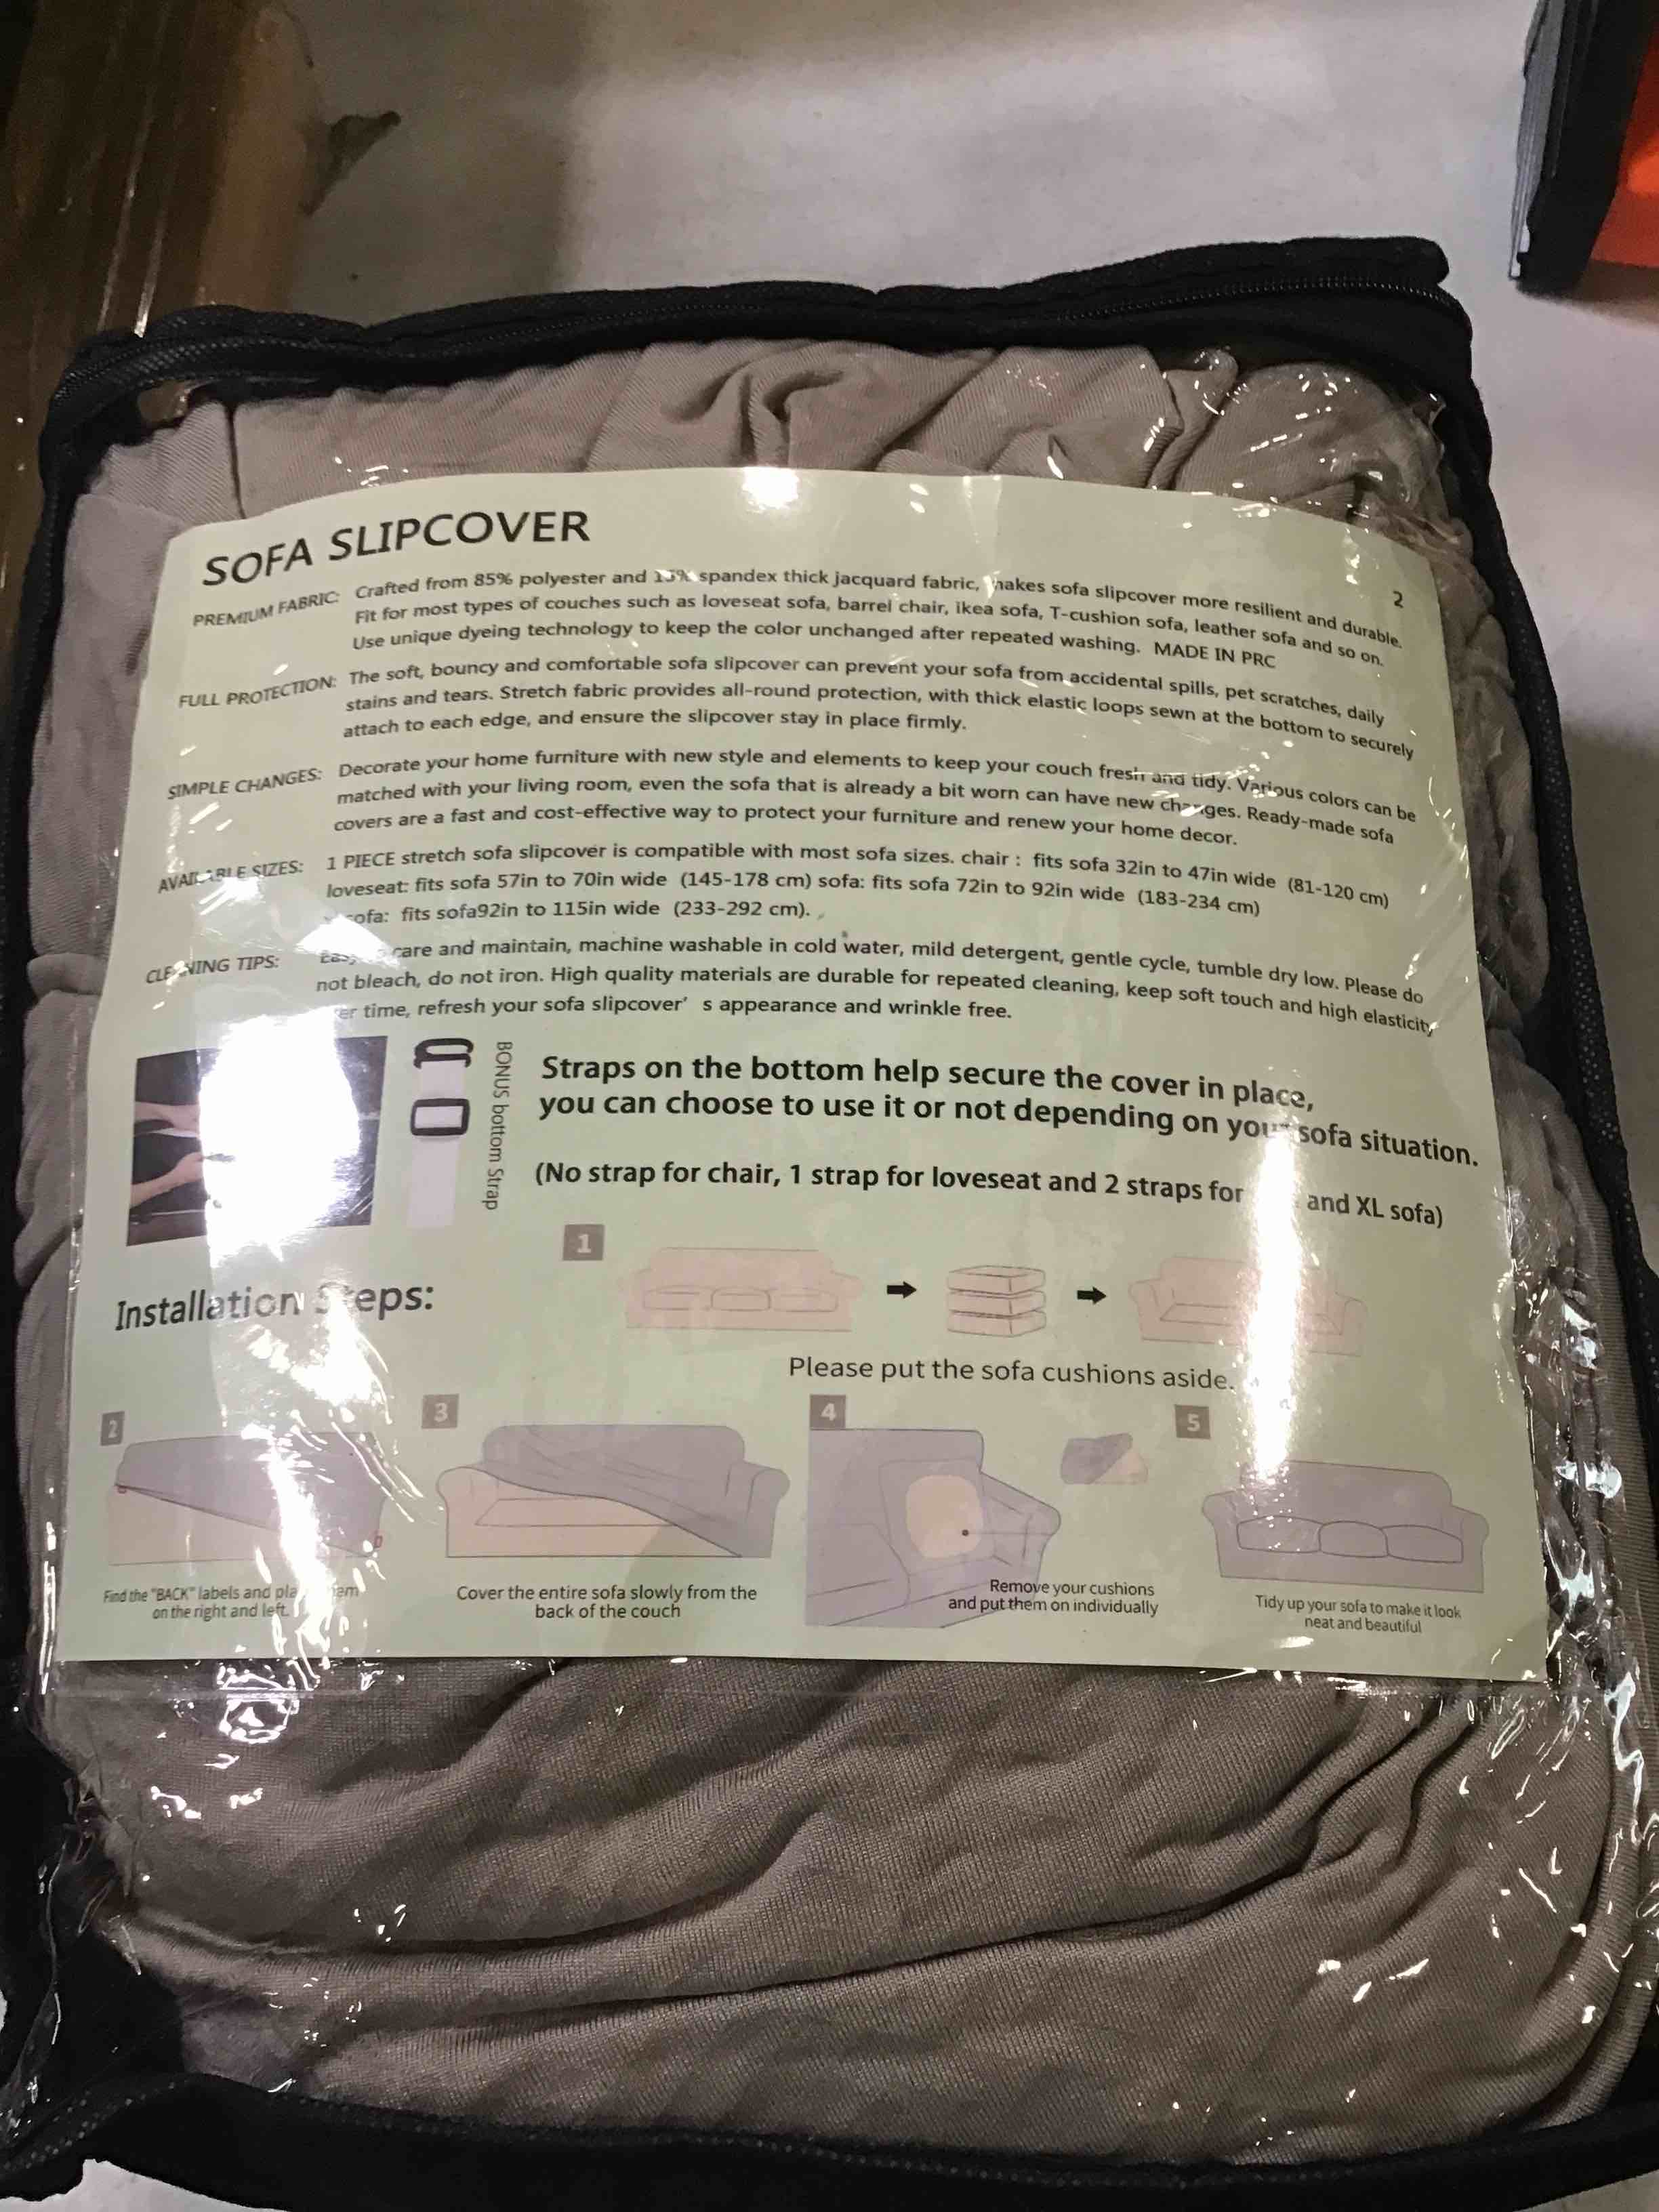 SOFA SLIPCOVER
2
PREMIUM FABRIC: Crafted from 85% polyester and 15% spandex thick jacquard fabric, makes sofa slipcover more resilient and durable.
Fit for most types of couches such as loveseat sofa, barrel chair, ikea sofa, T-cushion sofa, leather sofa and so on.
Use unique dyeing technology to keep the color unchanged after repeated washing. MADE IN PRC
FULL PROTECTION: The soft, bouncy and comfortable sofa slipcover can prevent your sofa from accidental spills, pet scratches, daily
stains and tears. Stretch fabric provides all-round protection, with thick elastic loops sewn at the bottom to securely
attach to each edge, and ensure the slipcover stay in place firmly.
SIMPLE CHANGES: Decorate your home furniture with new style and elements to keep your couch fresh and tidy. Various colors can be
matched with your living room, even the sofa that is already a bit worn can have new changes. Ready-made sofa
covers are a fast and cost-effective way to protect your furniture and renew your home decor.
AVAILABLE SIZES: 1 PIECE stretch sofa slipcover is compatible with most sofa sizes. chair : fits sofa 32in to 47in wide (81-120 cm)
loveseat: fits sofa 57in to 70in wide (145-178 cm) sofa: fits sofa 72in to 92in wide (183-234 cm)
sofa: fits sofa92in to 115in wide (233-292 cm).
CLEANING TIPS: Easy to care and maintain, machine washable in cold water, mild detergent, gentle cycle, tumble dry low. Please do
not bleach, do not iron. High quality materials are durable for repeated cleaning, keep soft touch and high elasticity
time, refresh your sofa slipcover' s appearance and wrinkle free.
BONUS bottom Strap
Straps on the bottom help secure the cover in place,
you can choose to use it or not depending on your sofa situation.
(No strap for chair, 1 strap for loveseat and 2 straps for and XL sofa)
Installation Steps:
1
Please put the sofa cushions aside.
2
Find the "BACK" labels and place them
on the right and left.
3
Cover the entire sofa slowly from the
back of the couch
4
Remove your cushions
and put them on individually
5
Tidy up your sofa to make it look
neat and beautiful